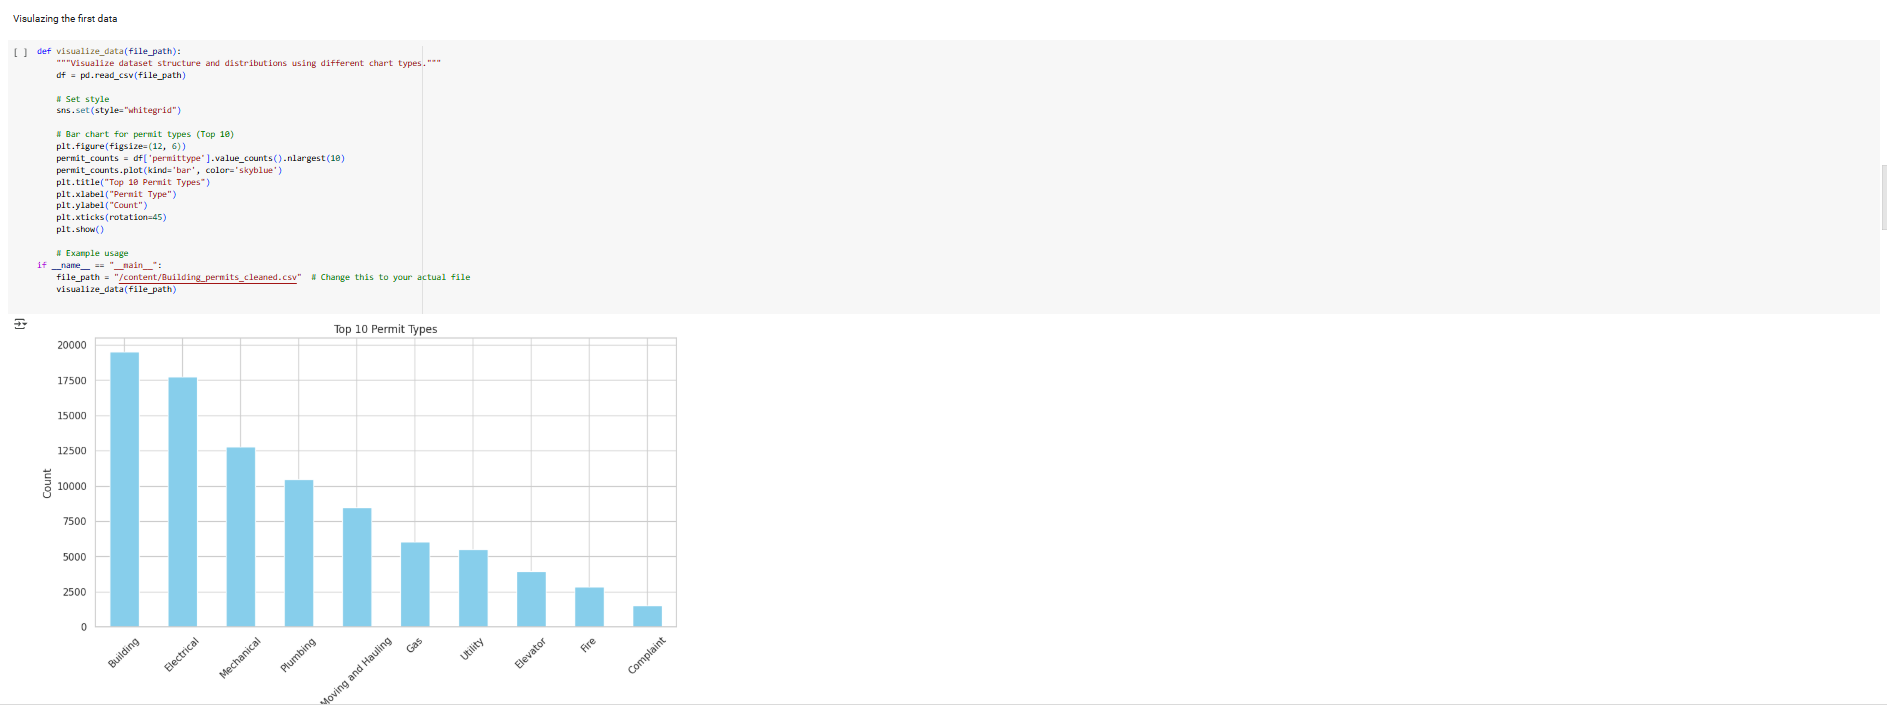 Visulazing the first data
[ ] def visualize_data(file_path):
    """Visualize dataset structure and distributions using different chart types."""
    df = pd.read_csv(file_path)
    # Set style
    sns.set(style="whitegrid")
    # Bar chart for permit types (Top 10)
    plt.figure(figsize=(12, 6))
    permit_counts = df['permittype'].value_counts().nlargest(10)
    permit_counts.plot(kind='bar', color='skyblue')
    plt.title("Top 10 Permit Types")
    plt.xlabel("Permit Type")
    plt.ylabel("Count")
    plt.xticks(rotation=45)
    plt.show()
    # Example usage
if __name__ == "__main__":
    file_path = "/content/Building_permits_cleaned.csv"  # Change this to your actual file
    visualize_data(file_path)
Top 10 Permit Types
20000
17500
15000
12500
10000
7500
5000
2500
0
Count
Building
Electrical
Mechanical
Plumbing
Moving and Hauling
Gas
Utility
Elevator
Fire
Complaint